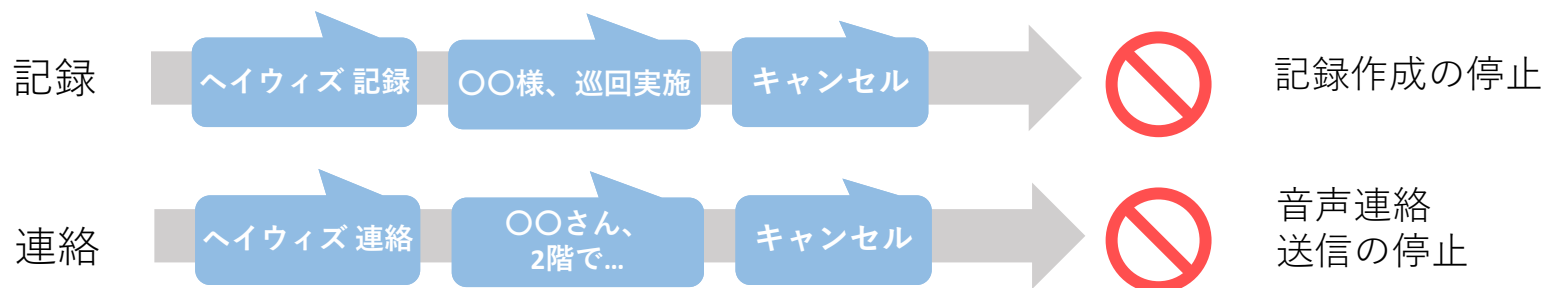 記録
ヘイウィズ 記録
〇〇様、巡回実施
キャンセル
記録作成の停止
連絡
ヘイウィズ 連絡
〇〇さん、
2階で…
キャンセル
音声連絡
送信の停止